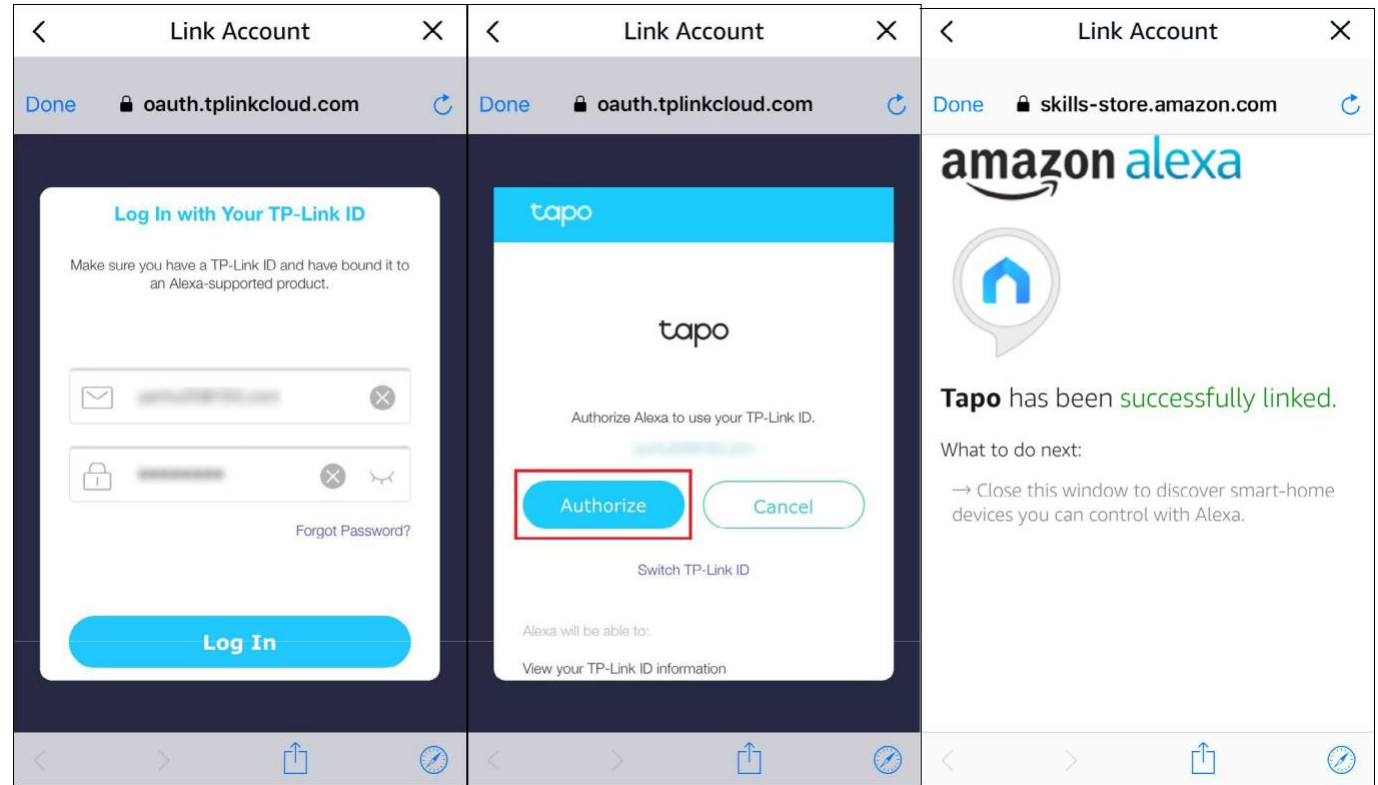 Link Account
Done oauth.tplinkcloud.com
Log In with Your TP-Link ID
Make sure you have a TP-Link ID and have bound it to
an Alexa-supported product.
Forgot Password?
Log In
Link Account
Done oauth.tplinkcloud.com
tapo
tapo
Authorize Alexa to use your TP-Link ID.
Authorize Cancel
Switch TP-Link ID
Alexa will be able to:
View your TP-Link ID information
Link Account
Done skills-store.amazon.com
amazon alexa
Tapo has been successfully linked.
What to do next:
→ Close this window to discover smart-home
devices you can control with Alexa.